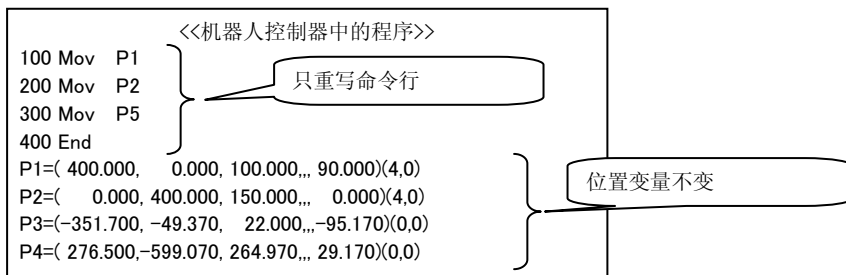 <<机器人控制器中的程序>>
100 Mov P1
200 Mov P2
300 Mov P5
400 End
只重写命令行
P1=( 400.000, 0.000, 100.000,,, 90.000)(4,0)
P2=( 0.000, 400.000, 150.000,,, 0.000)(4,0)
P3=(-351.700, -49.370, 22.000,,,-95.170)(0,0)
P4=( 276.500,-599.070, 264.970,,, 29.170)(0,0)
位置变量不变